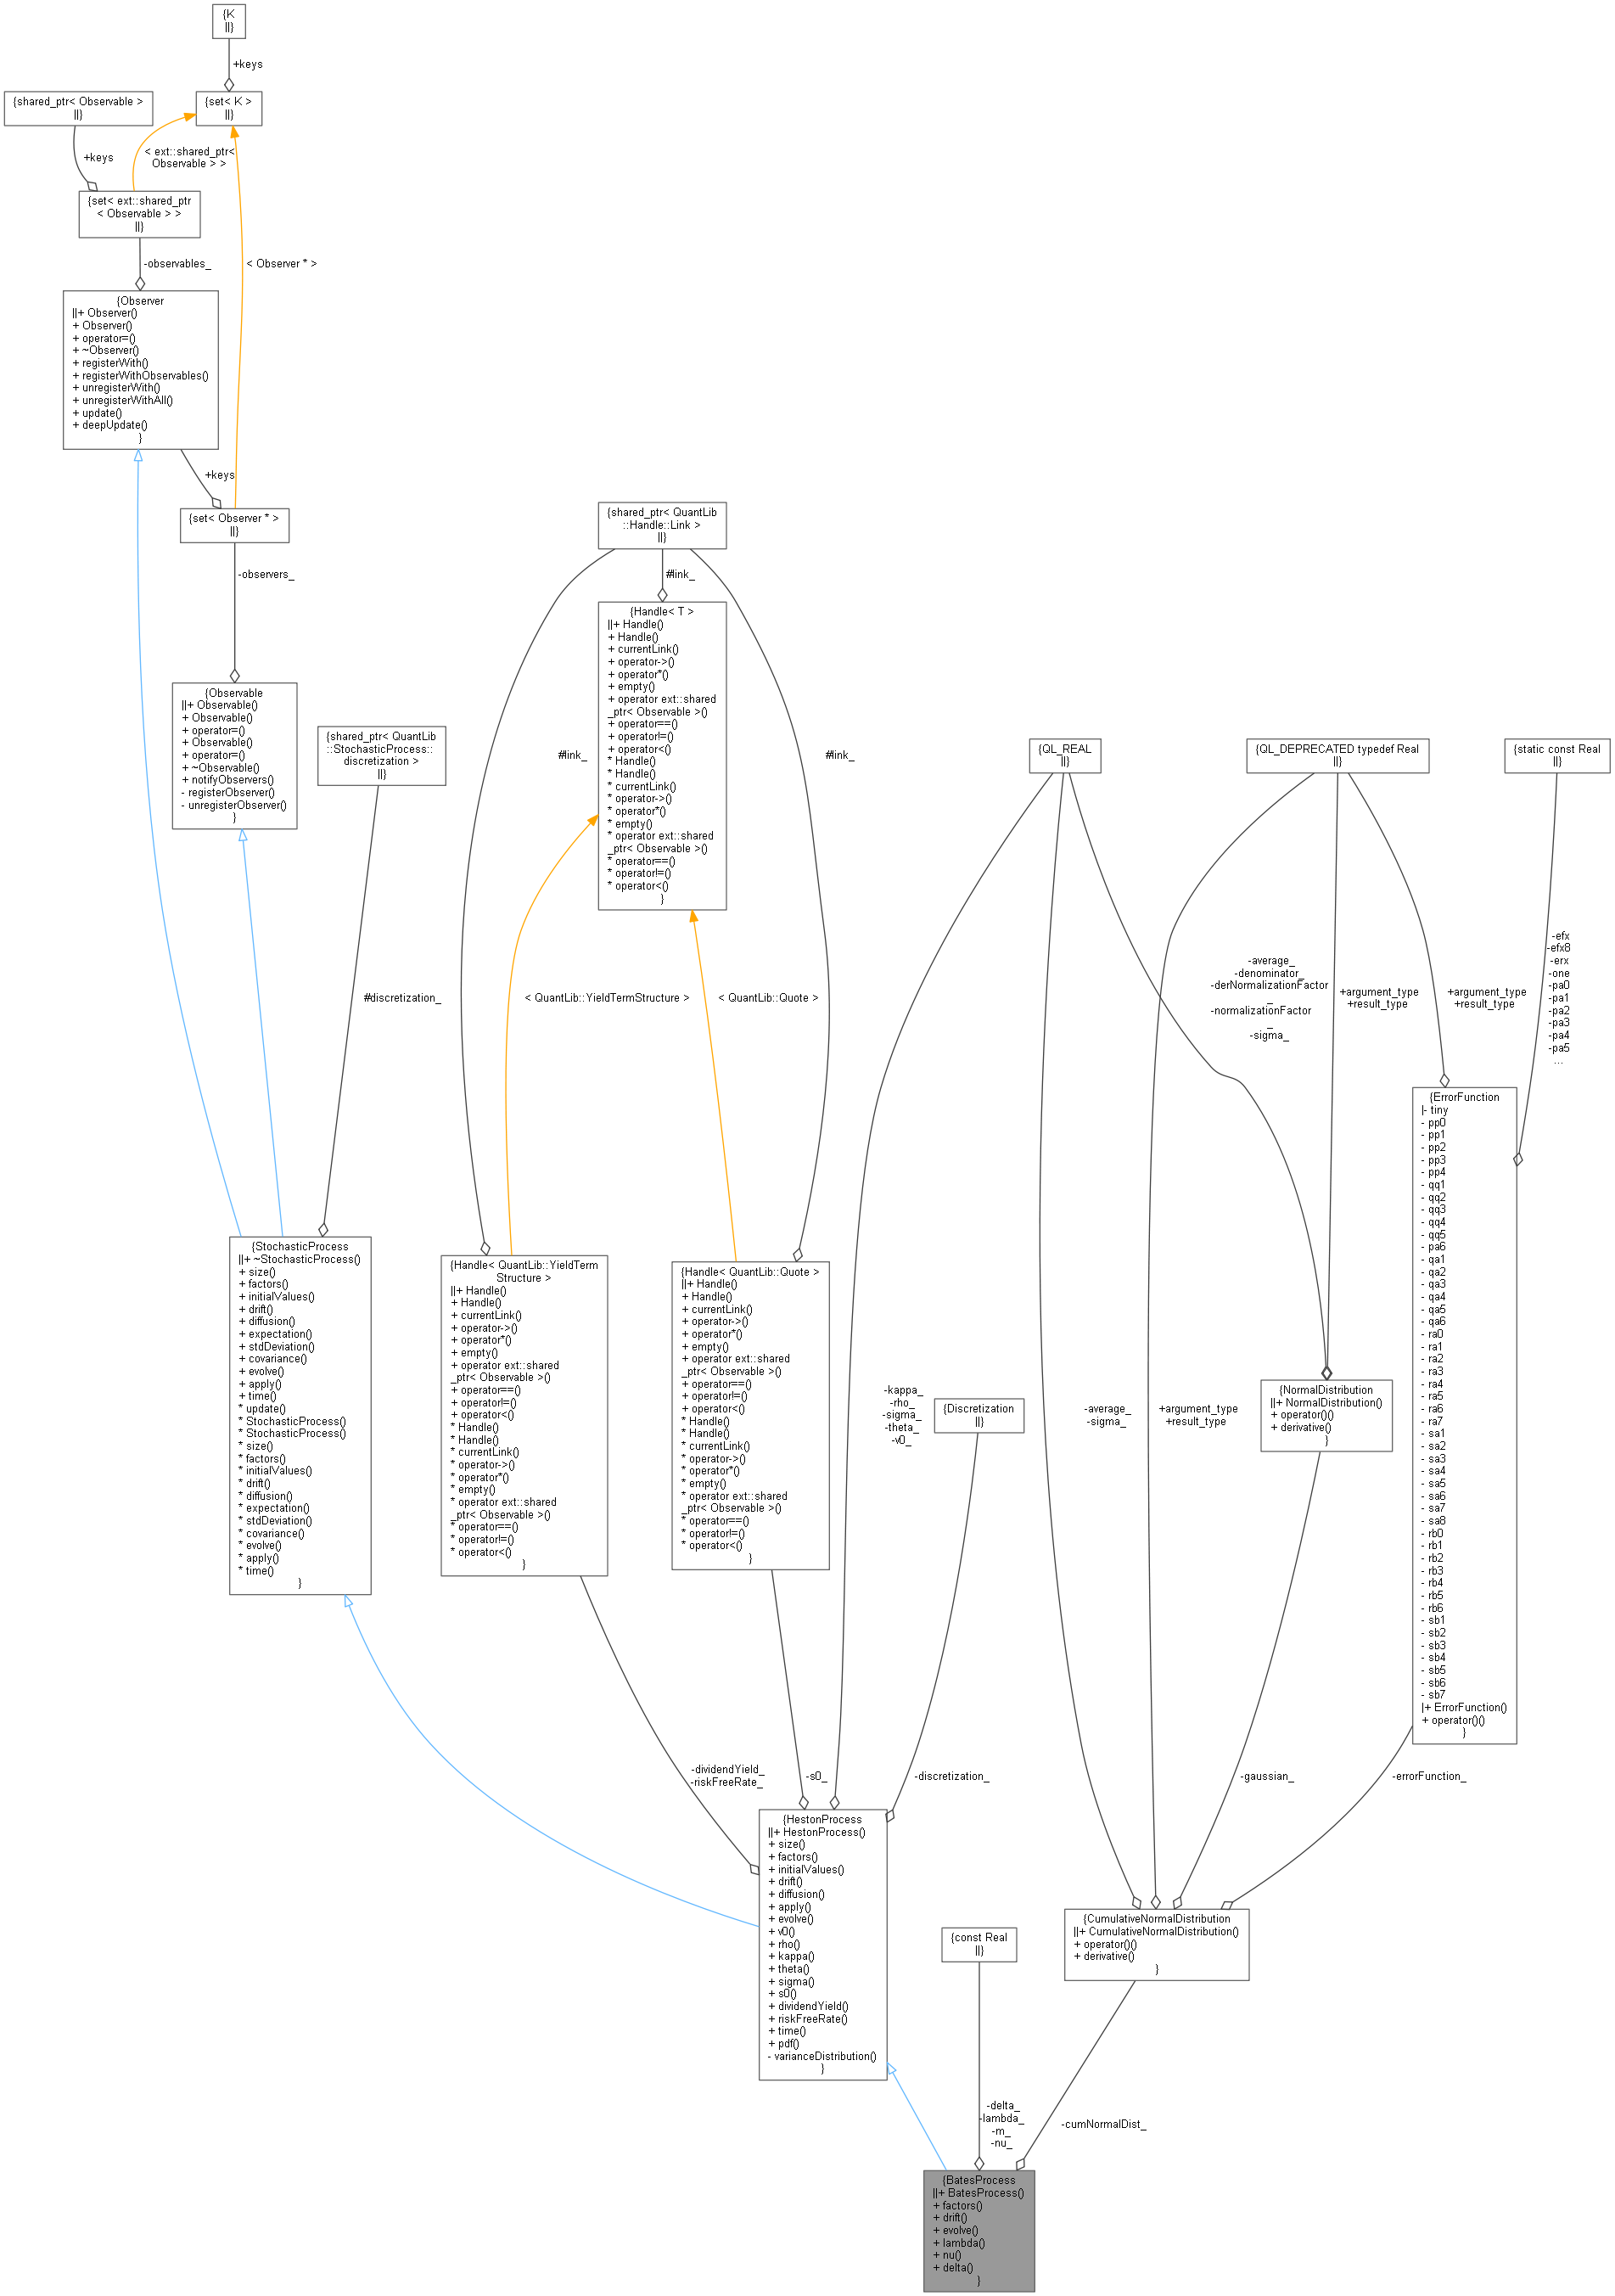 {K
||}
+keys
{shared_ptr< Observable >
||}
{set< K >
||}
+keys
< ext::shared_ptr<
Observable > >
{set< ext::shared_ptr
< Observable > >
||}
-observables_
< Observer * >
{Observer
||+ Observer()
+ Observer()
+ operator=()
+ ~Observer()
+ registerWith()
+ registerWithObservables()
+ unregisterWith()
+ unregisterWithAll()
+ update()
+ deepUpdate()
}
+keys
{set< Observer * >
||}
-observers_
{Observable
||+ Observable()
+ Observable()
+ operator=()
+ Observable()
+ operator=()
+ ~Observable()
+ notifyObservers()
- registerObserver()
- unregisterObserver()
}
{shared_ptr< QuantLib
::StochasticProcess::
discretization >
||}
#discretization_
{shared_ptr< QuantLib
::Handle::Link >
||}
#link_
{Handle< T >
||+ Handle()
+ Handle()
+ currentLink()
+ operator->()
+ operator*()
+ empty()
+ operator ext::shared
_ptr< Observable >()
+ operator==()
+ operator!=()
+ operator<()
* Handle()
* Handle()
* currentLink()
* operator->()
* operator*()
* empty()
* operator ext::shared
_ptr< Observable >()
* operator==()
* operator!=()
* operator<()
}
#link_
#link_
< QuantLib::YieldTermStructure >
< QuantLib::Quote >
{QL_REAL
||}
{QL_DEPRECATED typedef Real
||}
{static const Real
||}
-average_
-denominator_
-derNormalizationFactor
_
-normalizationFactor
_
-sigma_
+argument_type
+result_type
+argument_type
+result_type
-efx
-efx8
-erx
-one
-pa0
-pa1
-pa2
-pa3
-pa4
-pa5
...
{StochasticProcess
||+ ~StochasticProcess()
+ size()
+ factors()
+ initialValues()
+ drift()
+ diffusion()
+ expectation()
+ stdDeviation()
+ covariance()
+ evolve()
+ apply()
+ time()
* update()
* StochasticProcess()
* StochasticProcess()
* size()
* factors()
* initialValues()
* drift()
* diffusion()
* expectation()
* stdDeviation()
* covariance()
* evolve()
* apply()
* time()
}
{Handle< QuantLib::YieldTerm
Structure >
||+ Handle()
+ Handle()
+ currentLink()
+ operator->()
+ operator*()
+ empty()
+ operator ext::shared
_ptr< Observable >()
+ operator==()
+ operator!=()
+ operator<()
* Handle()
* Handle()
* currentLink()
* operator->()
* operator*()
* empty()
* operator ext::shared
_ptr< Observable >()
* operator==()
* operator!=()
* operator<()
}
{Handle< QuantLib::Quote >
||+ Handle()
+ Handle()
+ currentLink()
+ operator->()
+ operator*()
+ empty()
+ operator ext::shared
_ptr< Observable >()
+ operator==()
+ operator!=()
+ operator<()
* Handle()
* Handle()
* currentLink()
* operator->()
* operator*()
* empty()
* operator ext::shared
_ptr< Observable >()
* operator==()
* operator!=()
* operator<()
}
-kappa_
-rho_
-sigma_
-theta_
-v0_
{Discretization
||}
-average_
-sigma_
+argument_type
+result_type
{NormalDistribution
||+ NormalDistribution()
+ operator()()
+ derivative()
}
{ErrorFunction
|- tiny
- pp0
- pp1
- pp2
- pp3
- pp4
- qq1
- qq2
- qq3
- qq4
- qq5
- pa6
- qa1
- qa2
- qa3
- qa4
- qa5
- qa6
- ra0
- ra1
- ra2
- ra3
- ra4
- ra5
- ra6
- ra7
- sa1
- sa2
- sa3
- sa4
- sa5
- sa6
- sa7
- sa8
- rb0
- rb1
- rb2
- rb3
- rb4
- rb5
- rb6
- sb1
- sb2
- sb3
- sb4
- sb5
- sb6
- sb7
|+ ErrorFunction()
+ operator()()
}
-dividendYield_
-riskFreeRate_
-s0_
-discretization_
-gaussian_
-errorFunction_
{HestonProcess
||+ HestonProcess()
+ size()
+ factors()
+ initialValues()
+ drift()
+ diffusion()
+ apply()
+ evolve()
+ v0()
+ rho()
+ kappa()
+ theta()
+ sigma()
+ s0()
+ dividendYield()
+ riskFreeRate()
+ time()
+ pdf()
- varianceDistribution()
}
{const Real
||}
{CumulativeNormalDistribution
||+ CumulativeNormalDistribution()
+ operator()()
+ derivative()
}
-delta_
-lambda_
-m_
-nu_
-cumNormalDist_
{BatesProcess
||+ BatesProcess()
+ factors()
+ drift()
+ evolve()
+ lambda()
+ nu()
+ delta()
}